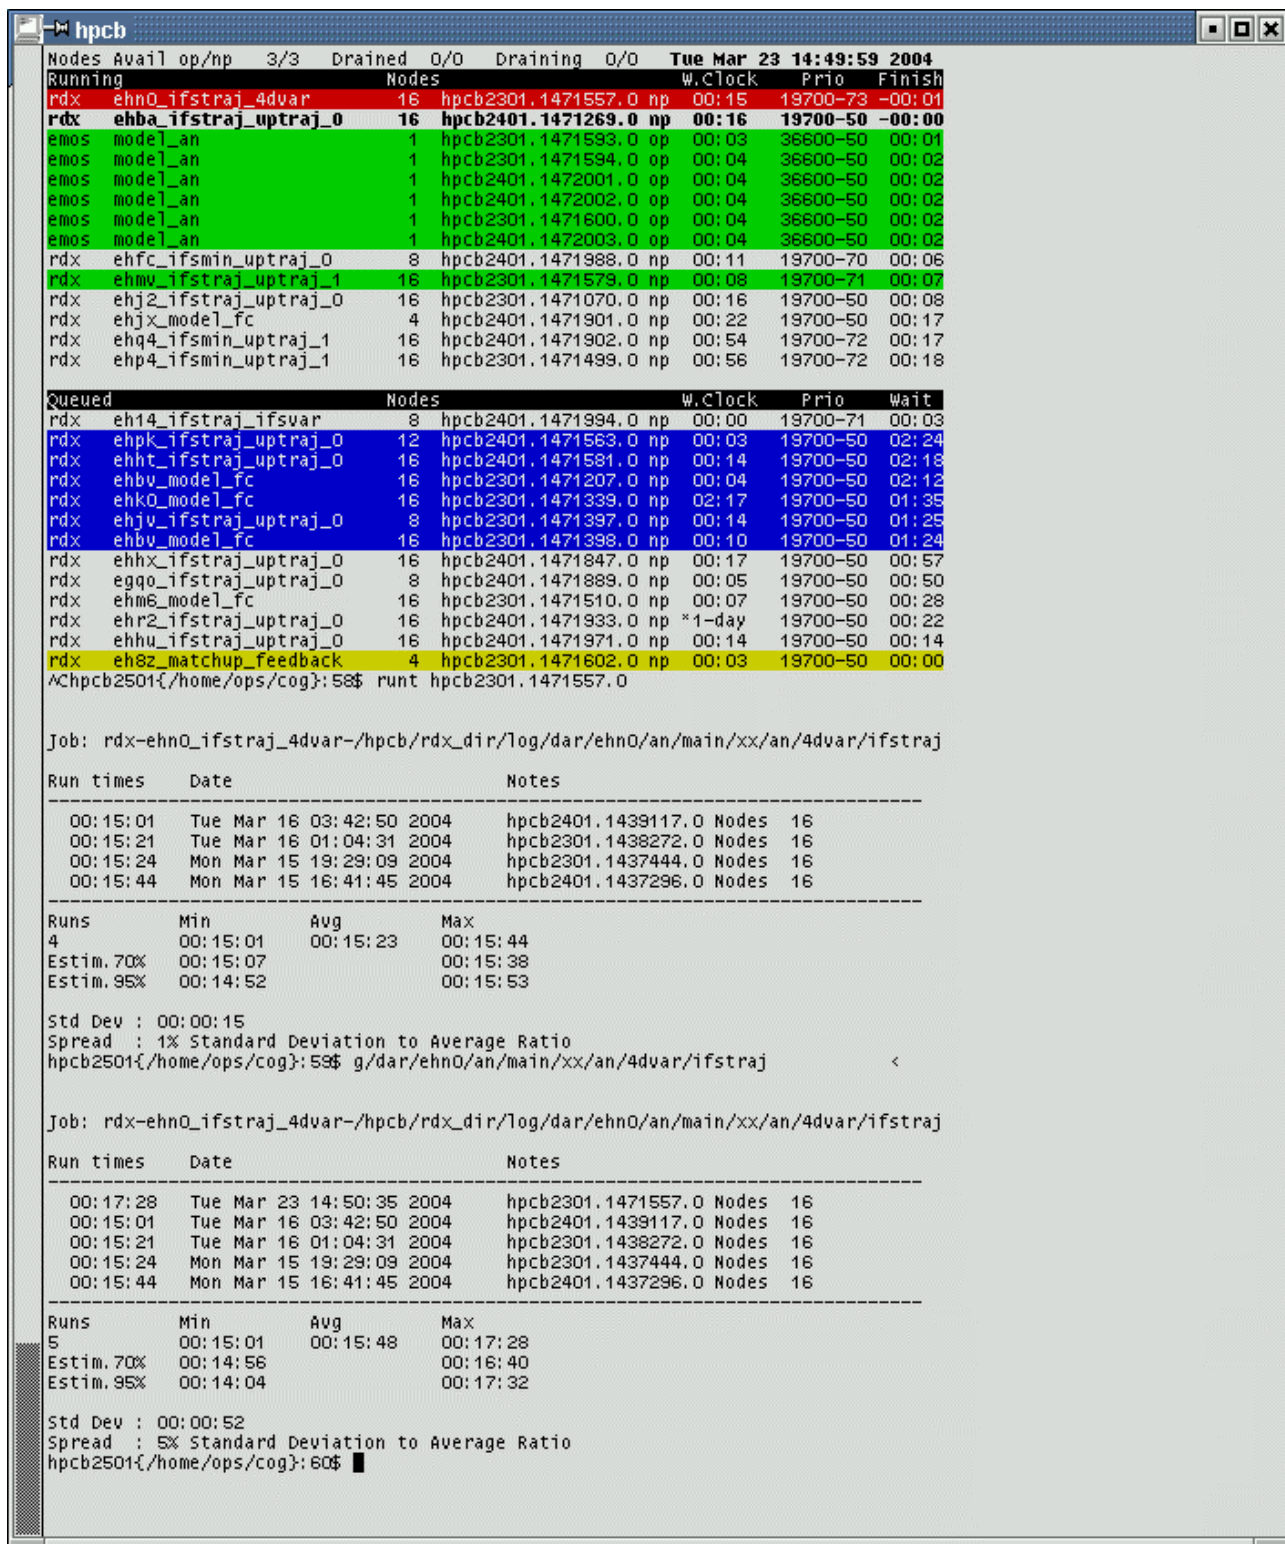 hpcb
Nodes Avail op/np 3/3 Drained 0/0 Draining 0/0 Tue Mar 23 14:49:59 2004
Running Nodes W.Clock Prio Finish
rdx ehn0_ifstraj_4dvar 16 hpcb2301.1471557.0 np 00:15 19700-73 -00:01
rdx ehba_ifstraj_uptraj_0 16 hpcb2401.1471269.0 np 00:16 19700-50 -00:00
emos model_an 1 hpcb2301.1471593.0 op 00:03 36600-50 00:01
emos model_an 1 hpcb2301.1471594.0 op 00:04 36600-50 00:02
emos model_an 1 hpcb2401.1472001.0 op 00:04 36600-50 00:02
emos model_an 1 hpcb2401.1472002.0 op 00:04 36600-50 00:02
emos model_an 1 hpcb2301.1471600.0 op 00:04 36600-50 00:02
emos model_an 1 hpcb2401.1472003.0 op 00:04 36600-50 00:02
rdx ehfc_ifsmin_uptraj_0 8 hpcb2401.1471988.0 np 00:11 19700-70 00:06
rdx ehmv_ifstraj_uptraj_1 16 hpcb2301.1471579.0 np 00:08 19700-71 00:07
rdx ehj2_ifstraj_uptraj_0 16 hpcb2401.1471070.0 np 00:16 19700-50 00:08
rdx ehjx_model_fc 4 hpcb2401.1471901.0 np 00:22 19700-50 00:17
rdx ehq4_ifsmin_uptraj_1 16 hpcb2401.1471902.0 np 00:54 19700-72 00:17
rdx ehp4_ifsmin_uptraj_1 16 hpcb2301.1471499.0 np 00:56 19700-72 00:18
Queued Nodes W.Clock Prio Wait
rdx eh14_ifstraj_ifsvar 8 hpcb2401.1471994.0 np 00:00 19700-71 00:03
rdx ehpk_ifstraj_uptraj_0 12 hpcb2401.1471563.0 np 00:03 19700-50 02:24
rdx ehht_ifstraj_uptraj_0 16 hpcb2401.1471581.0 np 00:14 19700-50 02:18
rdx ehbv_model_fc 16 hpcb2301.1471207.0 np 00:04 19700-50 02:12
rdx ehk0_model_fc 16 hpcb2301.1471339.0 np 02:17 19700-50 01:35
rdx ehjv_ifstraj_uptraj_0 8 hpcb2301.1471397.0 np 00:14 19700-50 01:25
rdx ehbv_model_fc 16 hpcb2301.1471398.0 np 00:10 19700-50 01:24
rdx ehhx_ifstraj_uptraj_0 16 hpcb2401.1471847.0 np 00:17 19700-50 00:57
rdx egqo_ifstraj_uptraj_0 8 hpcb2401.1471889.0 np 00:05 19700-50 00:50
rdx ehm6_model_fc 16 hpcb2301.1471510.0 np 00:07 19700-50 00:28
rdx ehr2_ifstraj_uptraj_0 16 hpcb2401.1471933.0 np *1-day 19700-50 00:22
rdx ehhu_ifstraj_uptraj_0 16 hpcb2401.1471971.0 np 00:14 19700-50 00:14
rdx eh8z_matchup_feedback 4 hpcb2301.1471602.0 np 00:03 19700-50 00:00
^Chpcb2501{/home/ops/cog}:58$ runt hpcb2301.1471557.0
Job: rdx-ehn0_ifstraj_4dvar-/hpcb/rdx_dir/log/dar/ehn0/an/main/xx/an/4dvar/ifstraj
Run times Date Notes
00:15:01 Tue Mar 16 03:42:50 2004 hpcb2401.1439117.0 Nodes 16
00:15:21 Tue Mar 16 01:04:31 2004 hpcb2301.1438272.0 Nodes 16
00:15:24 Mon Mar 15 19:29:09 2004 hpcb2301.1437444.0 Nodes 16
00:15:44 Mon Mar 15 16:41:45 2004 hpcb2401.1437296.0 Nodes 16
Runs Min Avg Max
4 00:15:01 00:15:23 00:15:44
Estim.70% 00:15:07 00:15:38
Estim.95% 00:14:52 00:15:53
Std Dev : 00:00:15
Spread : 1% Standard Deviation to Average Ratio
hpcb2501{/home/ops/cog}:59$ g/dar/ehn0/an/main/xx/an/4dvar/ifstraj <
Job: rdx-ehn0_ifstraj_4dvar-/hpcb/rdx_dir/log/dar/ehn0/an/main/xx/an/4dvar/ifstraj
Run times Date Notes
00:17:28 Tue Mar 23 14:50:35 2004 hpcb2301.1471557.0 Nodes 16
00:15:01 Tue Mar 16 03:42:50 2004 hpcb2401.1439117.0 Nodes 16
00:15:21 Tue Mar 16 01:04:31 2004 hpcb2301.1438272.0 Nodes 16
00:15:24 Mon Mar 15 19:29:09 2004 hpcb2301.1437444.0 Nodes 16
00:15:44 Mon Mar 15 16:41:45 2004 hpcb2401.1437296.0 Nodes 16
Runs Min Avg Max
5 00:15:01 00:15:48 00:17:28
Estim.70% 00:14:56 00:16:40
Estim.95% 00:14:04 00:17:32
Std Dev : 00:00:52
Spread : 5% Standard Deviation to Average Ratio
hpcb2501{/home/ops/cog}:60$